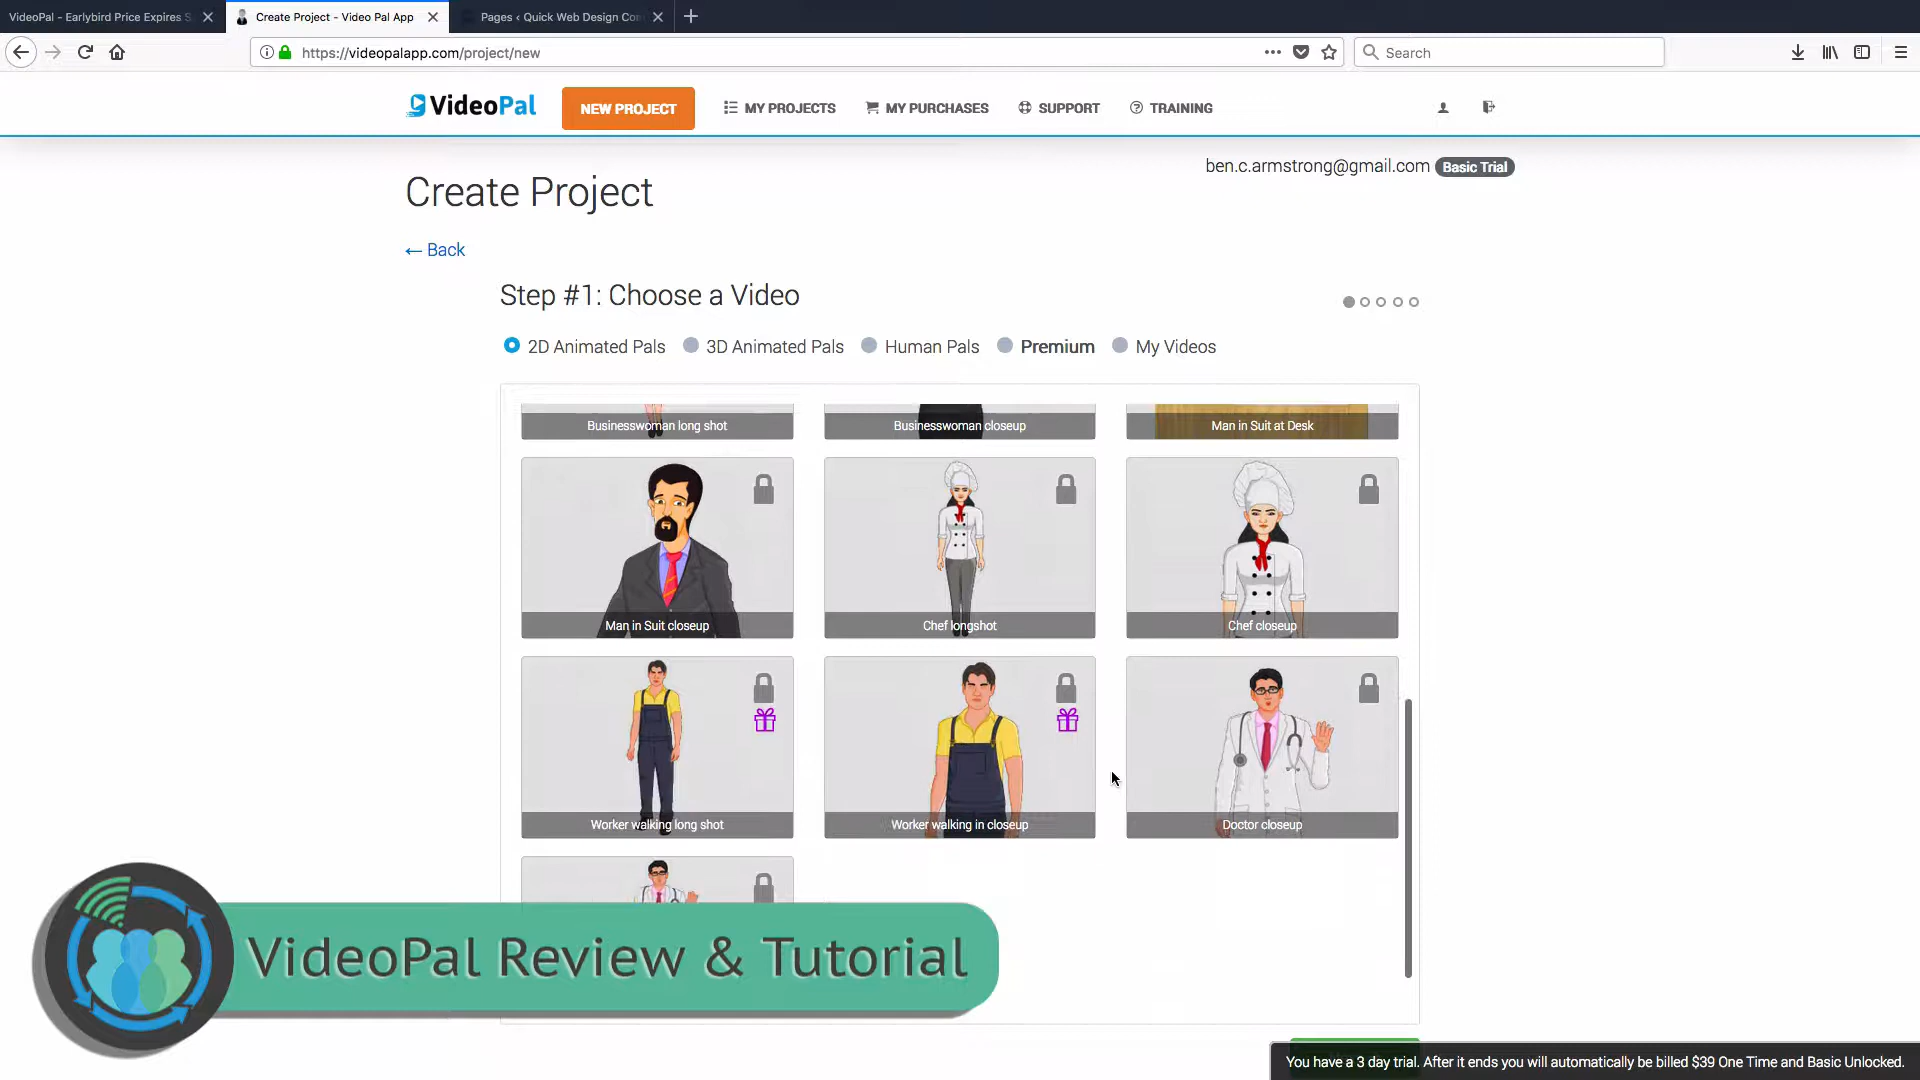 VideoPal - Earlybird Price Expires S
Create Project - Video Pal App
Pages ‹ Quick Web Design Con
https://videopalapp.com/project/new
Search
VideoPal
NEW PROJECT
MY PROJECTS
MY PURCHASES
SUPPORT
TRAINING
ben.c.armstrong@gmail.com Basic Trial
Create Project
← Back
Step #1: Choose a Video
2D Animated Pals
3D Animated Pals
Human Pals
Premium
My Videos
Businesswoman long shot
Businesswoman closeup
Man in Suit at Desk
Man in Suit closeup
Chef longshot
Chef closeup
Worker walking long shot
Worker walking in closeup
Doctor closeup
VideoPal Review & Tutorial
You have a 3 day trial. After it ends you will automatically be billed $39 One Time and Basic Unlocked.